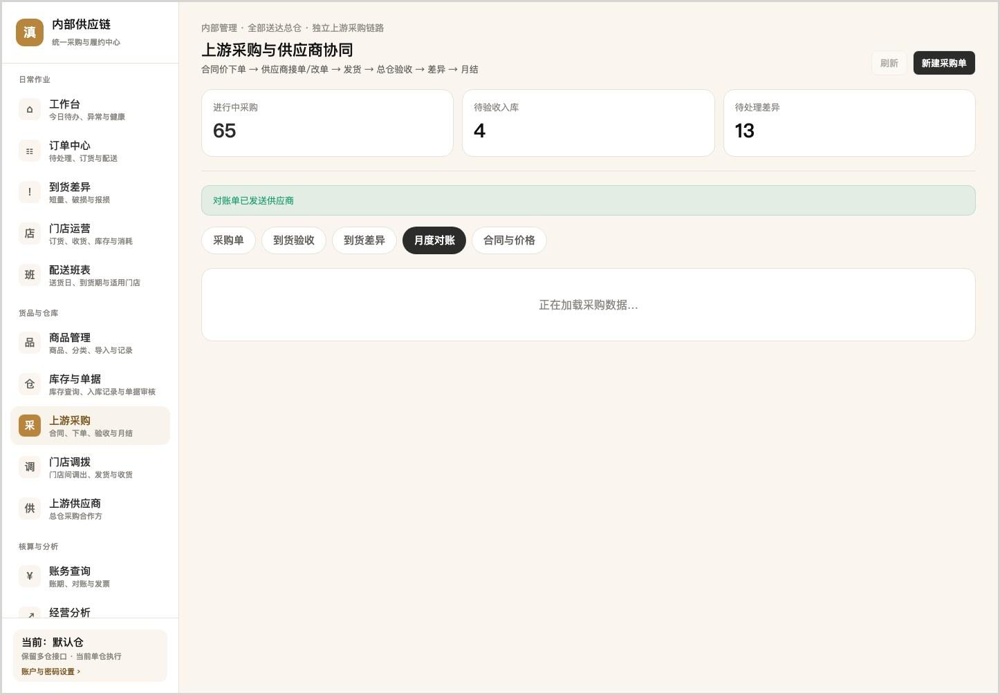 滇
内部供应链
统一采购与履约中心
日常作业
工作台
今日待办、异常与健康
订单中心
待处理、订货与配送
!
到货差异
短量、破损与报损
店
门店运营
订货、收货、库存与消耗
班
配送班表
送货日、到货期与适用门店
货品与仓库
品
商品管理
商品、分类、导入与记录
仓
库存与单据
库存查询、入库记录与单据审核
采
上游采购
合同、下单、验收与月结
调
门店调拨
门店间调出、发货与收货
供
上游供应商
总仓采购合作方
核算与分析
¥
账务查询
账期、对账与发票
经营分析
当前：默认仓
保留多仓接口 · 当前单仓执行
账户与密码设置 ›
内部管理 · 全部送达总仓 · 独立上游采购链路
上游采购与供应商协同
合同价下单 → 供应商接单/改单 → 发货 → 总仓验收 → 差异 → 月结
刷新
新建采购单
进行中采购
65
待验收入库
4
待处理差异
13
对账单已发送供应商
采购单
到货验收
到货差异
月度对账
合同与价格
正在加载采购数据...